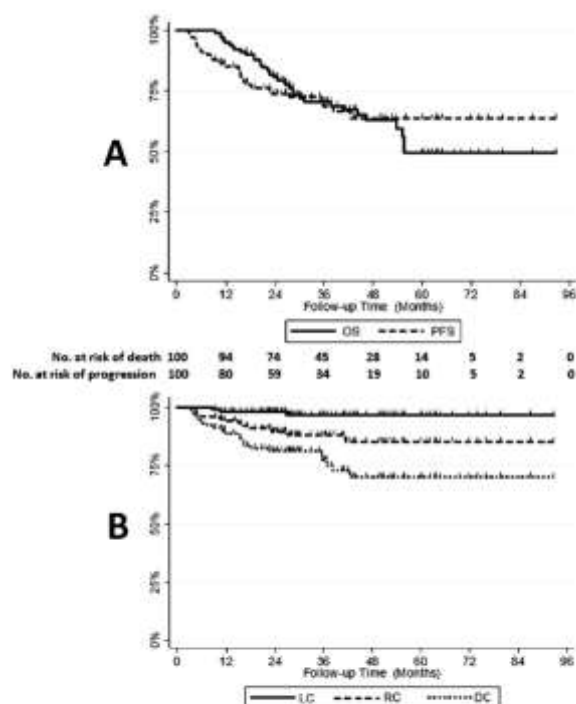 100%
75%
A
50%
25%
0%
0 12 24 36 48 60 72 84 96
Follow-up Time (Months)
OS PFS
No. at risk of death 100 94 74 45 28 14 5 2 0
No. at risk of progression 100 80 59 34 19 10 5 2 0
100%
75%
B
50%
25%
0%
0 12 24 36 48 60 72 84 96
Follow-up Time (Months)
LC RC DC